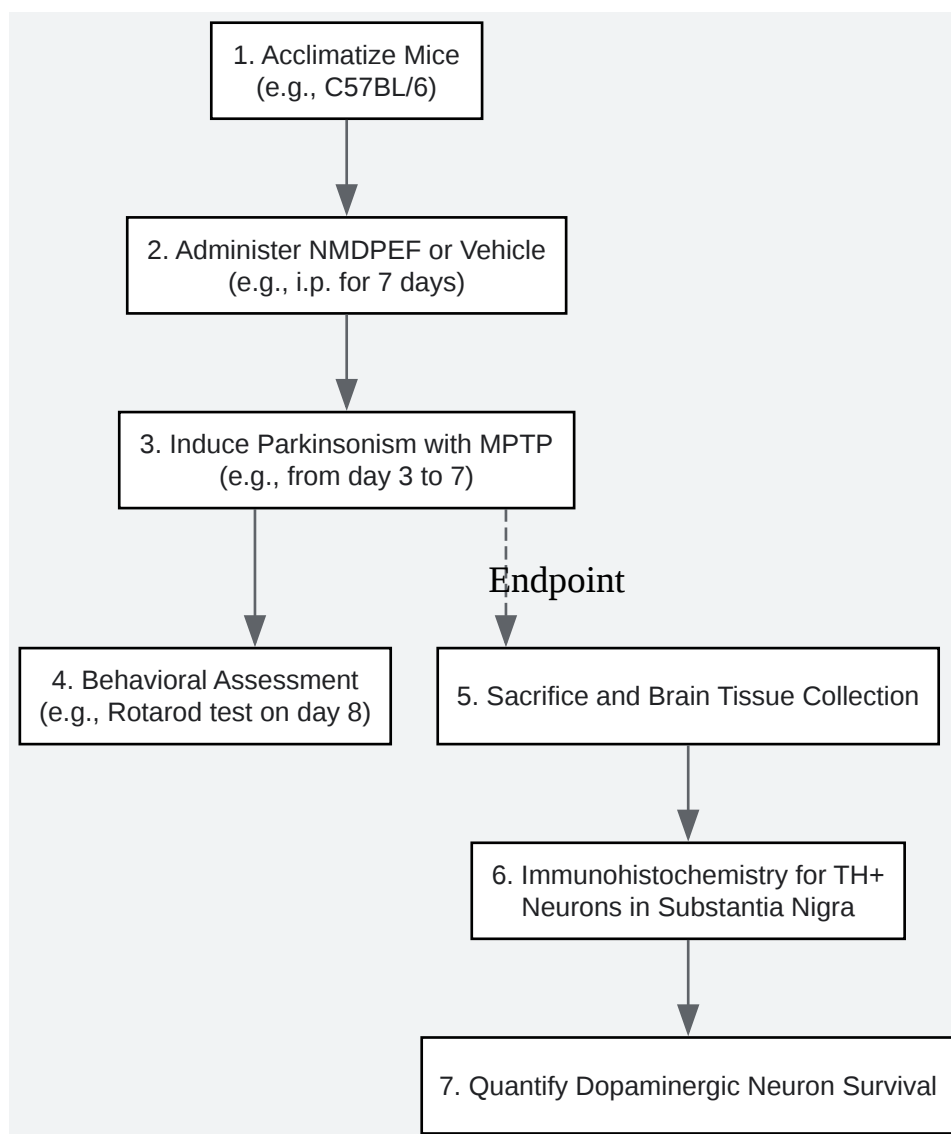 1. Acclimatize Mice
(e.g., C57BL/6)
2. Administer NMDPEF or Vehicle
(e.g., i.p. for 7 days)
3. Induce Parkinsonism with MPTP
(e.g., from day 3 to 7)
Endpoint
4. Behavioral Assessment
(e.g., Rotarod test on day 8)
5. Sacrifice and Brain Tissue Collection
6. Immunohistochemistry for TH+
Neurons in Substantia Nigra
7. Quantify Dopaminergic Neuron Survival